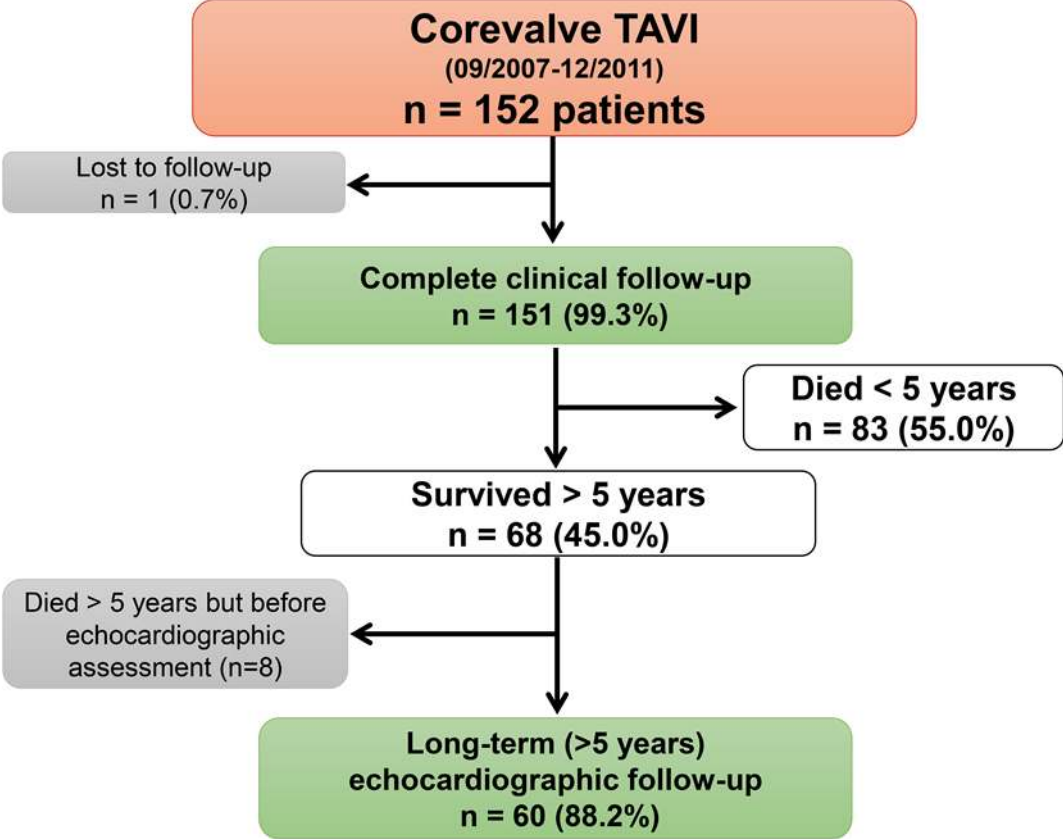 Corevalve TAVI
(09/2007-12/2011)
n = 152 patients
Lost to follow-up
n = 1 (0.7%)
Complete clinical follow-up
n = 151 (99.3%)
Died < 5 years
n = 83 (55.0%)
Survived > 5 years
n = 68 (45.0%)
Died > 5 years but before
echocardiographic
assessment (n=8)
Long-term (>5 years)
echocardiographic follow-up
n = 60 (88.2%)